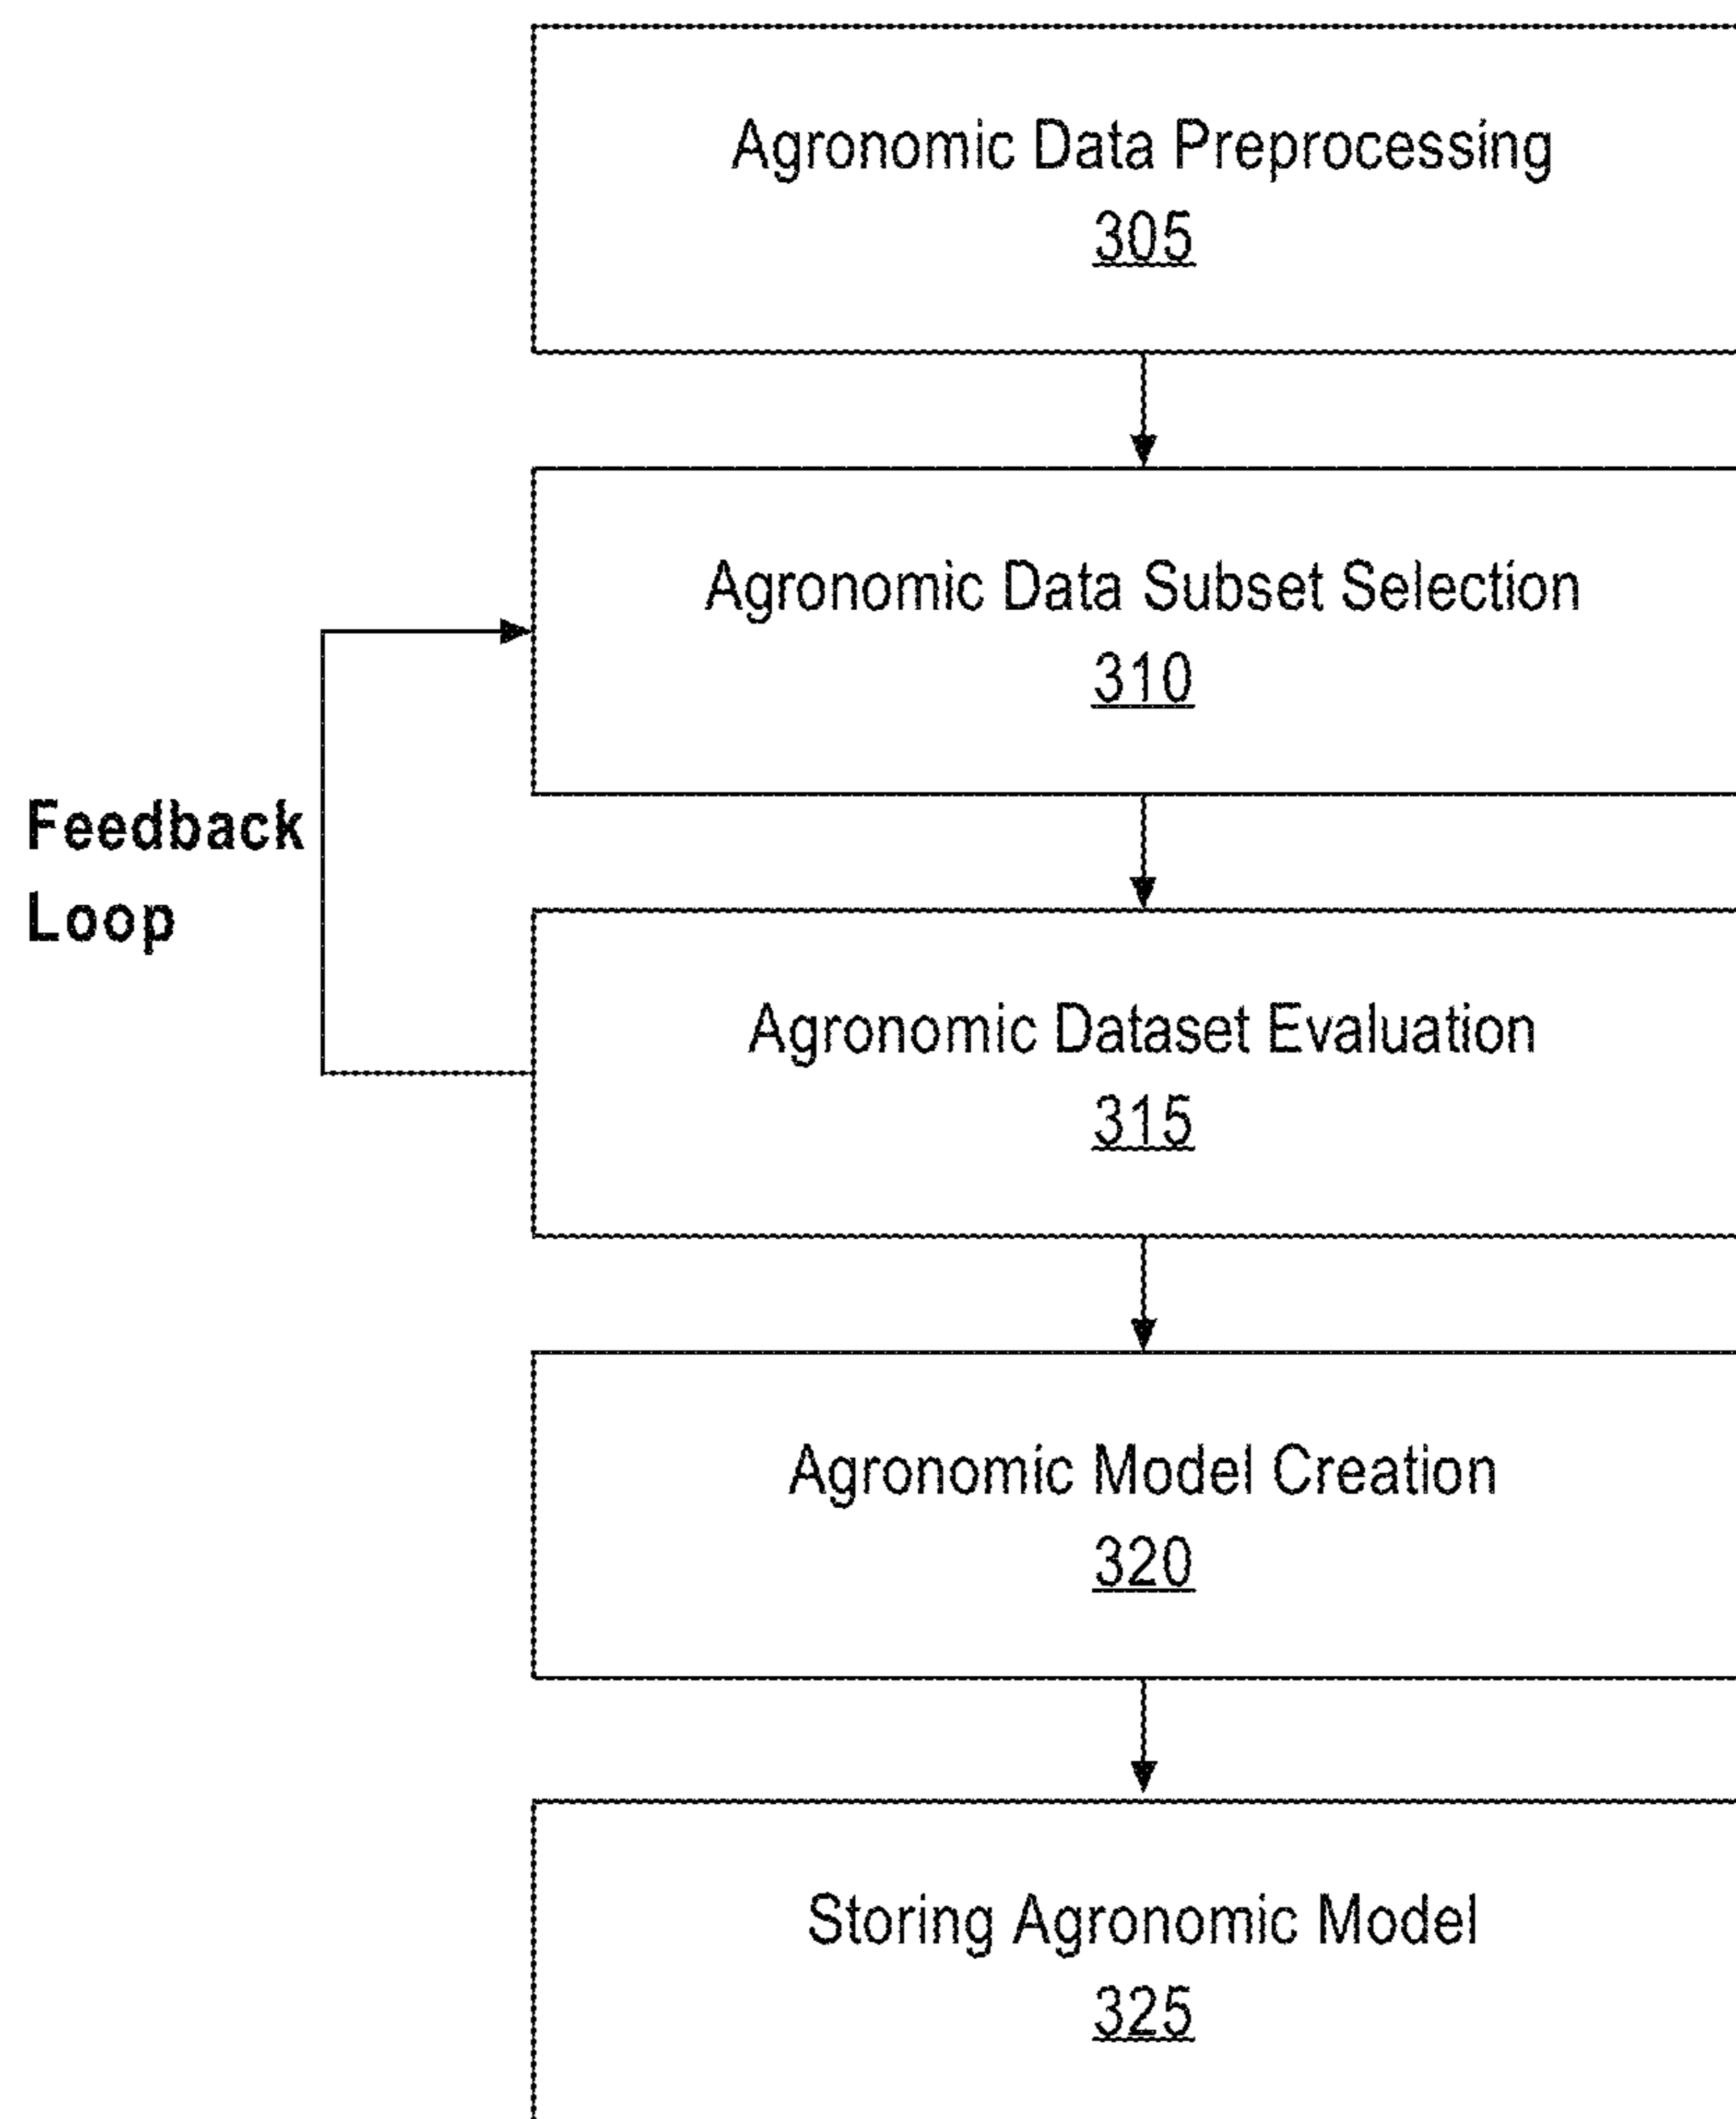 Agronomic Data Preprocessing
305
Agronomic Data Subset Selection
310
Feedback
Loop
Agronomic Dataset Evaluation
315
Agronomic Model Creation
320
Storing Agronomic Model
325